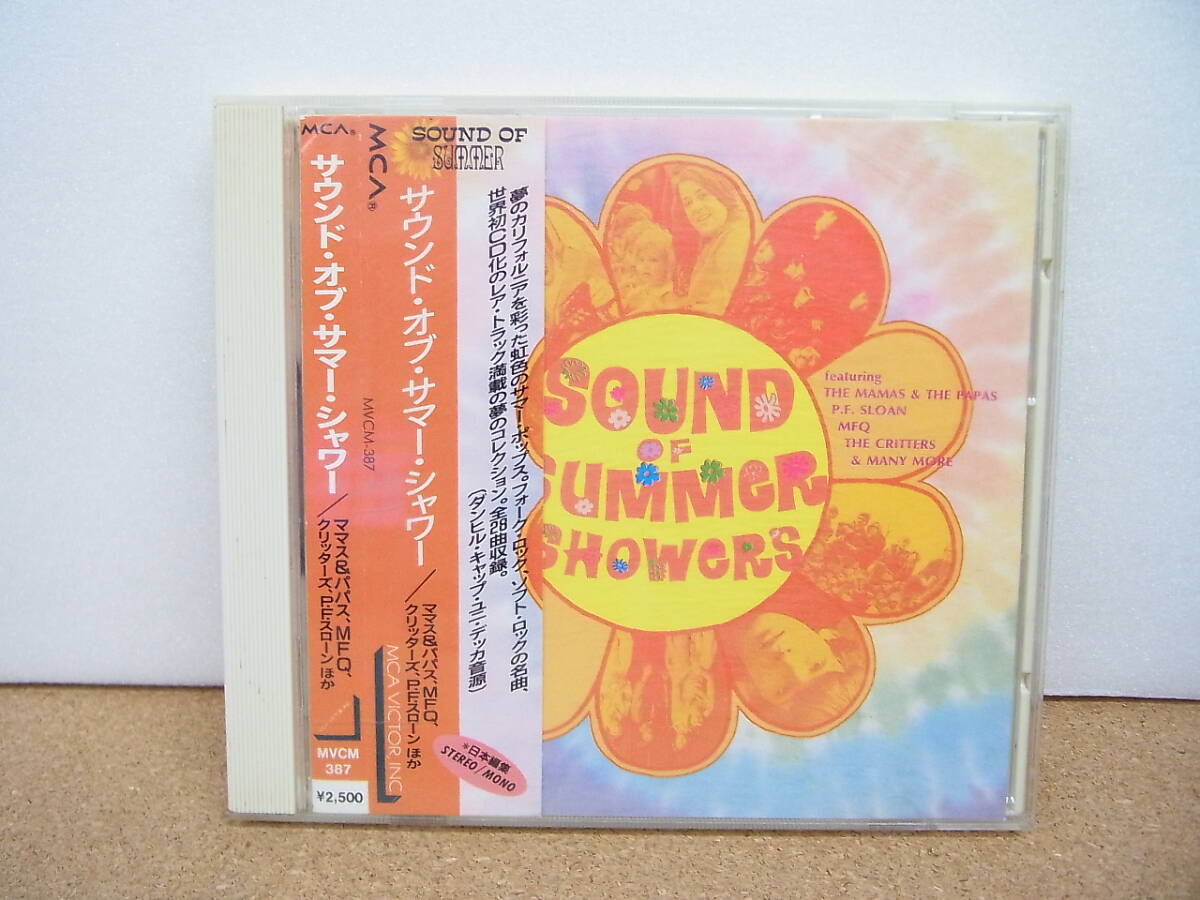 MCA®
サウンド・オブ・サマー・シャワー/
ママス&パパス、MFQ、
クリッターズ、P.F.スローン ほか
MVCM
387
¥2,500
MCA®
MVCM-387
SOUND OF
SUMMER
サウンド・オブ・サマー・シャワー/
ママス&パパス、MFQ、
クリッターズ、P.F.スローン ほか
MCA VICTOR INC
夢のカリフォルニアを彩った虹色のサマー・ポップス。フォーク・ロック、ソフト・ロックの名曲、
世界初CD化のレア・トラック満載の夢のコレクション。全28曲収録。
(ダンヒル・キャップ・ユニ・デッカ音源)
*日本編集
STEREO/MONO
SOUND
OF
SUMMER
SHOWERS
featuring
THE MAMAS & THE PAPAS
P.F. SLOAN
MFQ
THE CRITTERS
& MANY MORE